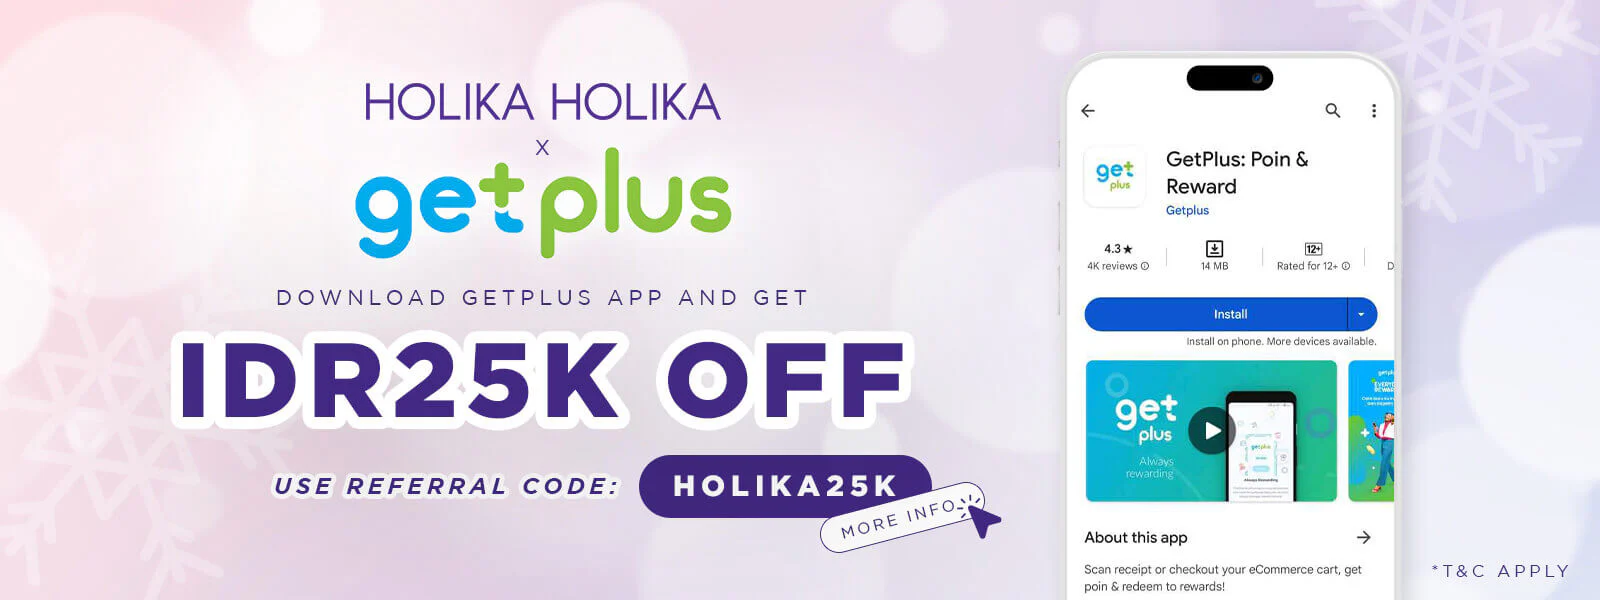 HOLIKA HOLIKA
X
getplus
DOWNLOAD GETPLUS APP AND GET
IDR25K OFF
USE REFERRAL CODE: HOLIKA25K
MORE INFO
GetPlus: Poin &
Reward
Getplus
get
plus
4.3★
4K reviews
14 MB
12+
Rated for 12+
D
Install
Install on phone. More devices available.
get
plus
Always
rewarding
About this app
Scan receipt or checkout your eCommerce cart, get
poin & redeem to rewards!
*T&C APPLY